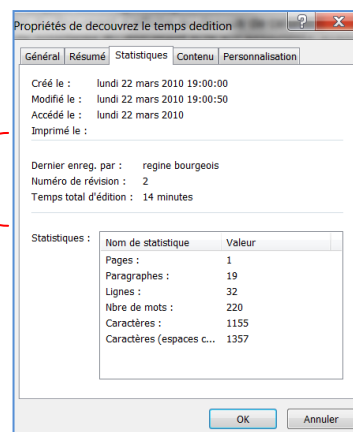 Propriétés de decouvrez le temps dedition
Général Résumé Statistiques Contenu Personnalisation
Créé le : lundi 22 mars 2010 19:00:00
Modifié le : lundi 22 mars 2010 19:00:50
Accédé le : lundi 22 mars 2010
Imprimé le :
Dernier enreg. par : regine bourgeois
Numéro de révision : 2
Temps total d'édition : 14 minutes
Statistiques :
Nom de statistique Valeur
Pages : 1
Paragraphes : 19
Lignes : 32
Nbre de mots : 220
Caractères : 1155
Caractères (espaces c... 1357
OK Annuler